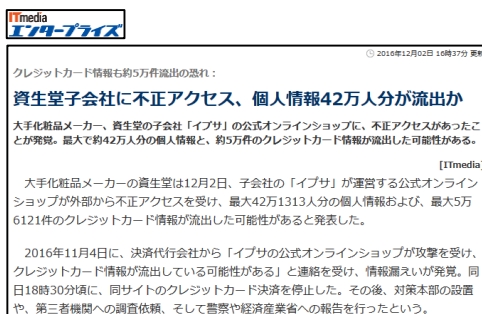 ITmedia
エンタープライズ
2016年12月02日 16時37分 更新
クレジットカード情報も約5万件流出の恐れ：
資生堂子会社に不正アクセス、個人情報42万人分が流出か
大手化粧品メーカー、資生堂の子会社「イプサ」の公式オンラインショップに、不正アクセスがあったこ
とが発覚。最大で約42万人分の個人情報と、約5万件のクレジットカード情報が流出した可能性がある。
[ITmedia]
大手化粧品メーカーの資生堂は12月2日、子会社の「イプサ」が運営する公式オンライン
ショップが外部から不正アクセスを受け、最大42万1313人分の個人情報および、最大5万
6121件のクレジットカード情報が流出した可能性があると発表した。
2016年11月4日に、決済代行会社から「イプサの公式オンラインショップが攻撃を受け、
クレジットカード情報が流出している可能性がある」と連絡を受け、情報漏えいが発覚。同
日18時30分頃に、同サイトのクレジットカード決済を停止した。その後、対策本部の設置
や、第三者機関への調査依頼、そして警察や経済産業省への報告を行ったという。